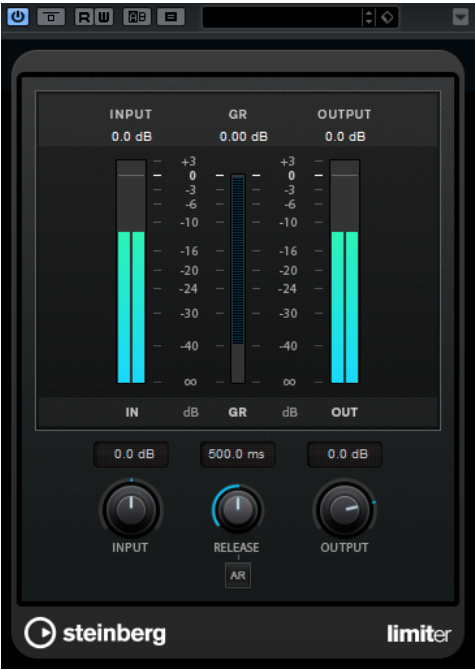 R W A B
INPUT GR OUTPUT
0.0 dB 0.00 dB 0.0 dB
+3 +3
0 0
-3 -3
-6 -6
-10 -10
-16 -16
-20 -20
-24 -24
-30 -30
-40 -40
∞ ∞
IN dB GR dB OUT
0.0 dB 500.0 ms 0.0 dB
INPUT RELEASE OUTPUT
AR
steinberg limiter